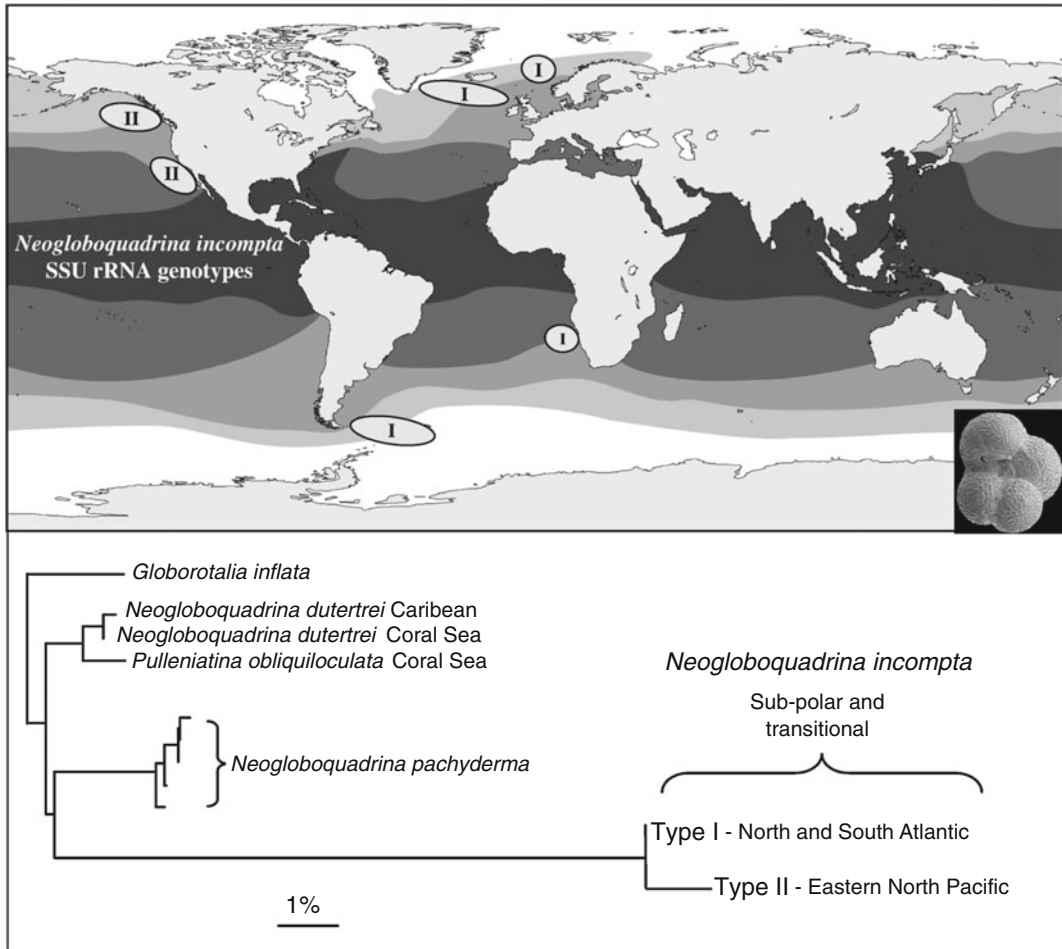 I
I
II
II
Neogloboquadrina incompta
SSU rRNA genotypes
I
I
Globorotalia inflata
Neogloboquadrina dutertrei Caribean
Neogloboquadrina dutertrei Coral Sea
Pulleniatina obliquiloculata Coral Sea
Neogloboquadrina incompta
Sub-polar and
transitional
Neogloboquadrina pachyderma
Type I - North and South Atlantic
Type II - Eastern North Pacific
1%